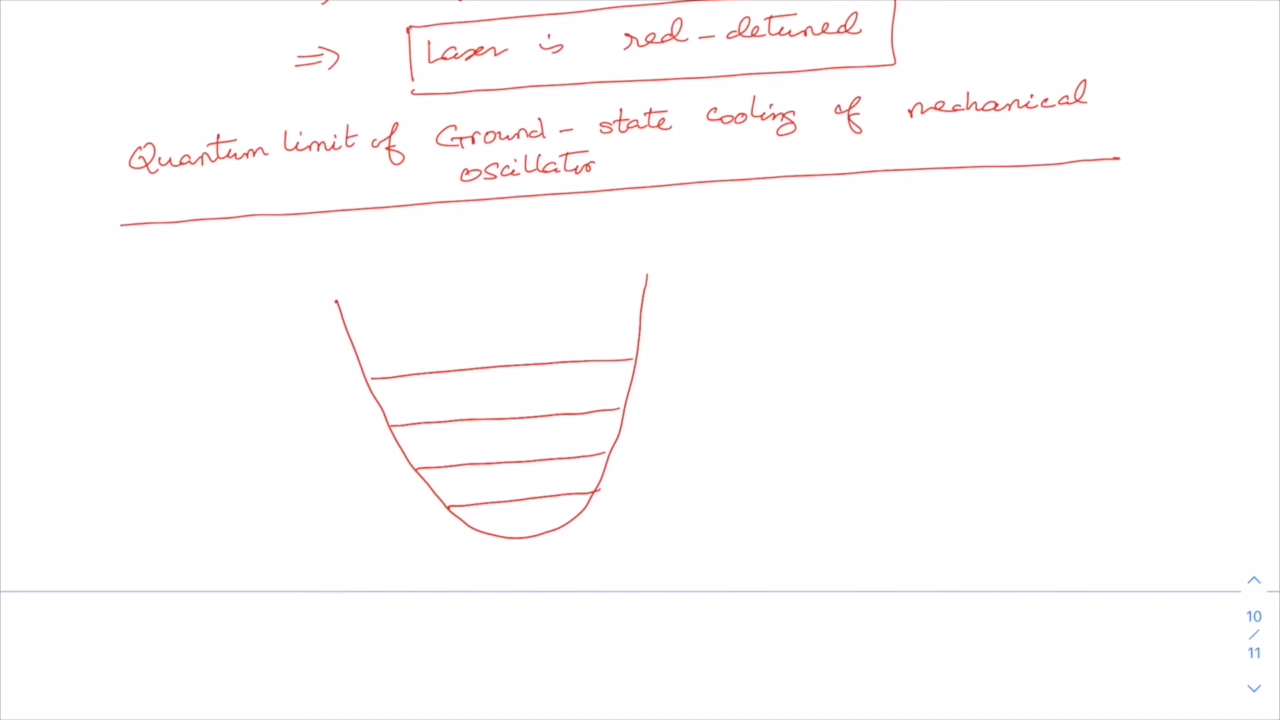 => Laser is red-detuned
Quantum limit of Ground-state cooling of mechanical
oscillator
10
/
11